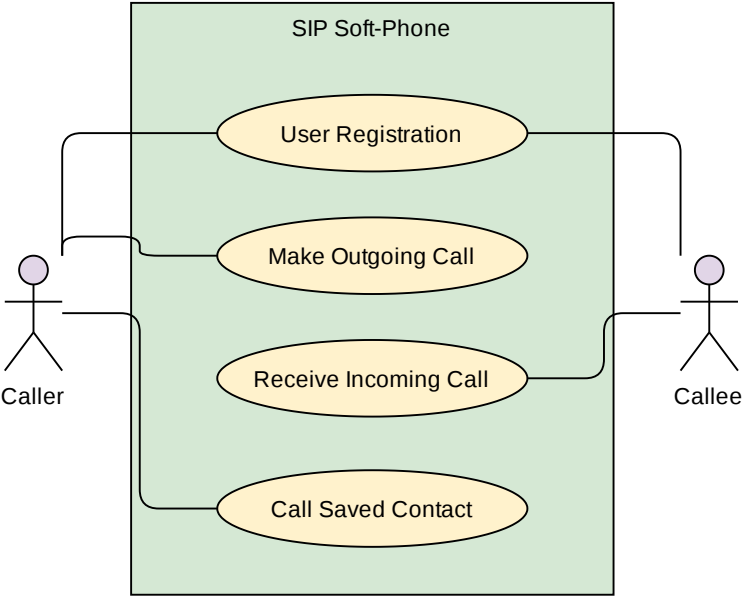 SIP Soft-Phone
User Registration
Make Outgoing Call
Receive Incoming Call
Caller
Callee
Call Saved Contact